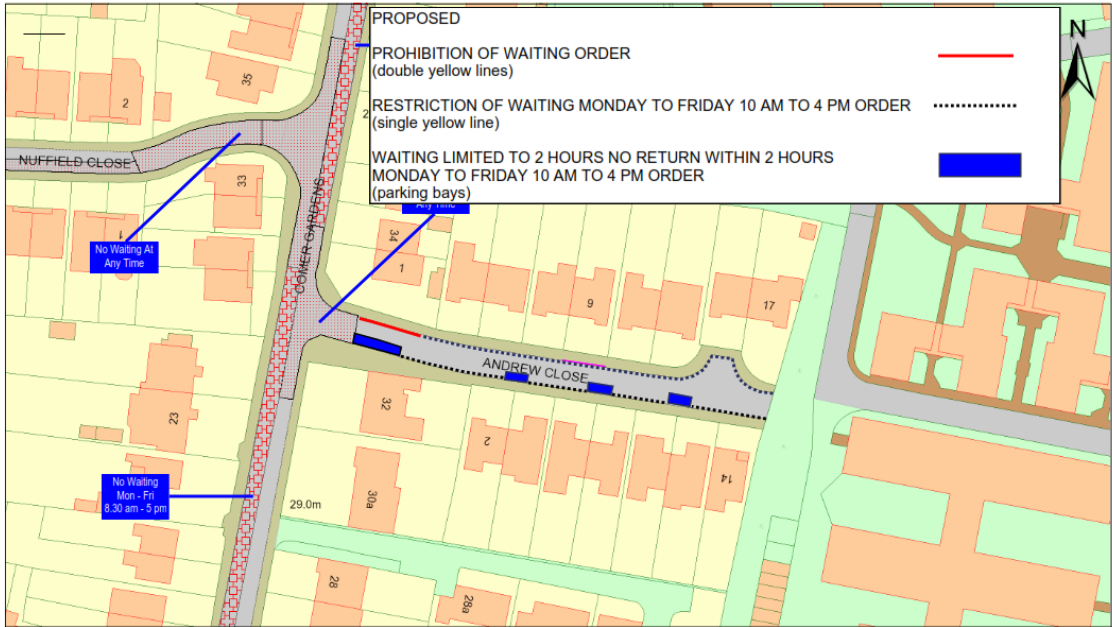 PROPOSED
PROHIBITION OF WAITING ORDER
(double yellow lines)
RESTRICTION OF WAITING MONDAY TO FRIDAY 10 AM TO 4 PM ORDER
(single yellow line)
WAITING LIMITED TO 2 HOURS NO RETURN WITHIN 2 HOURS
MONDAY TO FRIDAY 10 AM TO 4 PM ORDER
(parking bays)
N
35
2
2
NUFFIELD CLOSE
33
COMER GARDENS
Any Time
1
No Waiting At
Any Time
34
1
9
17
ANDREW CLOSE
32
23
2
14
No Waiting
Mon - Fri
8.30 am - 5 pm
29.0m
30a
28
28a